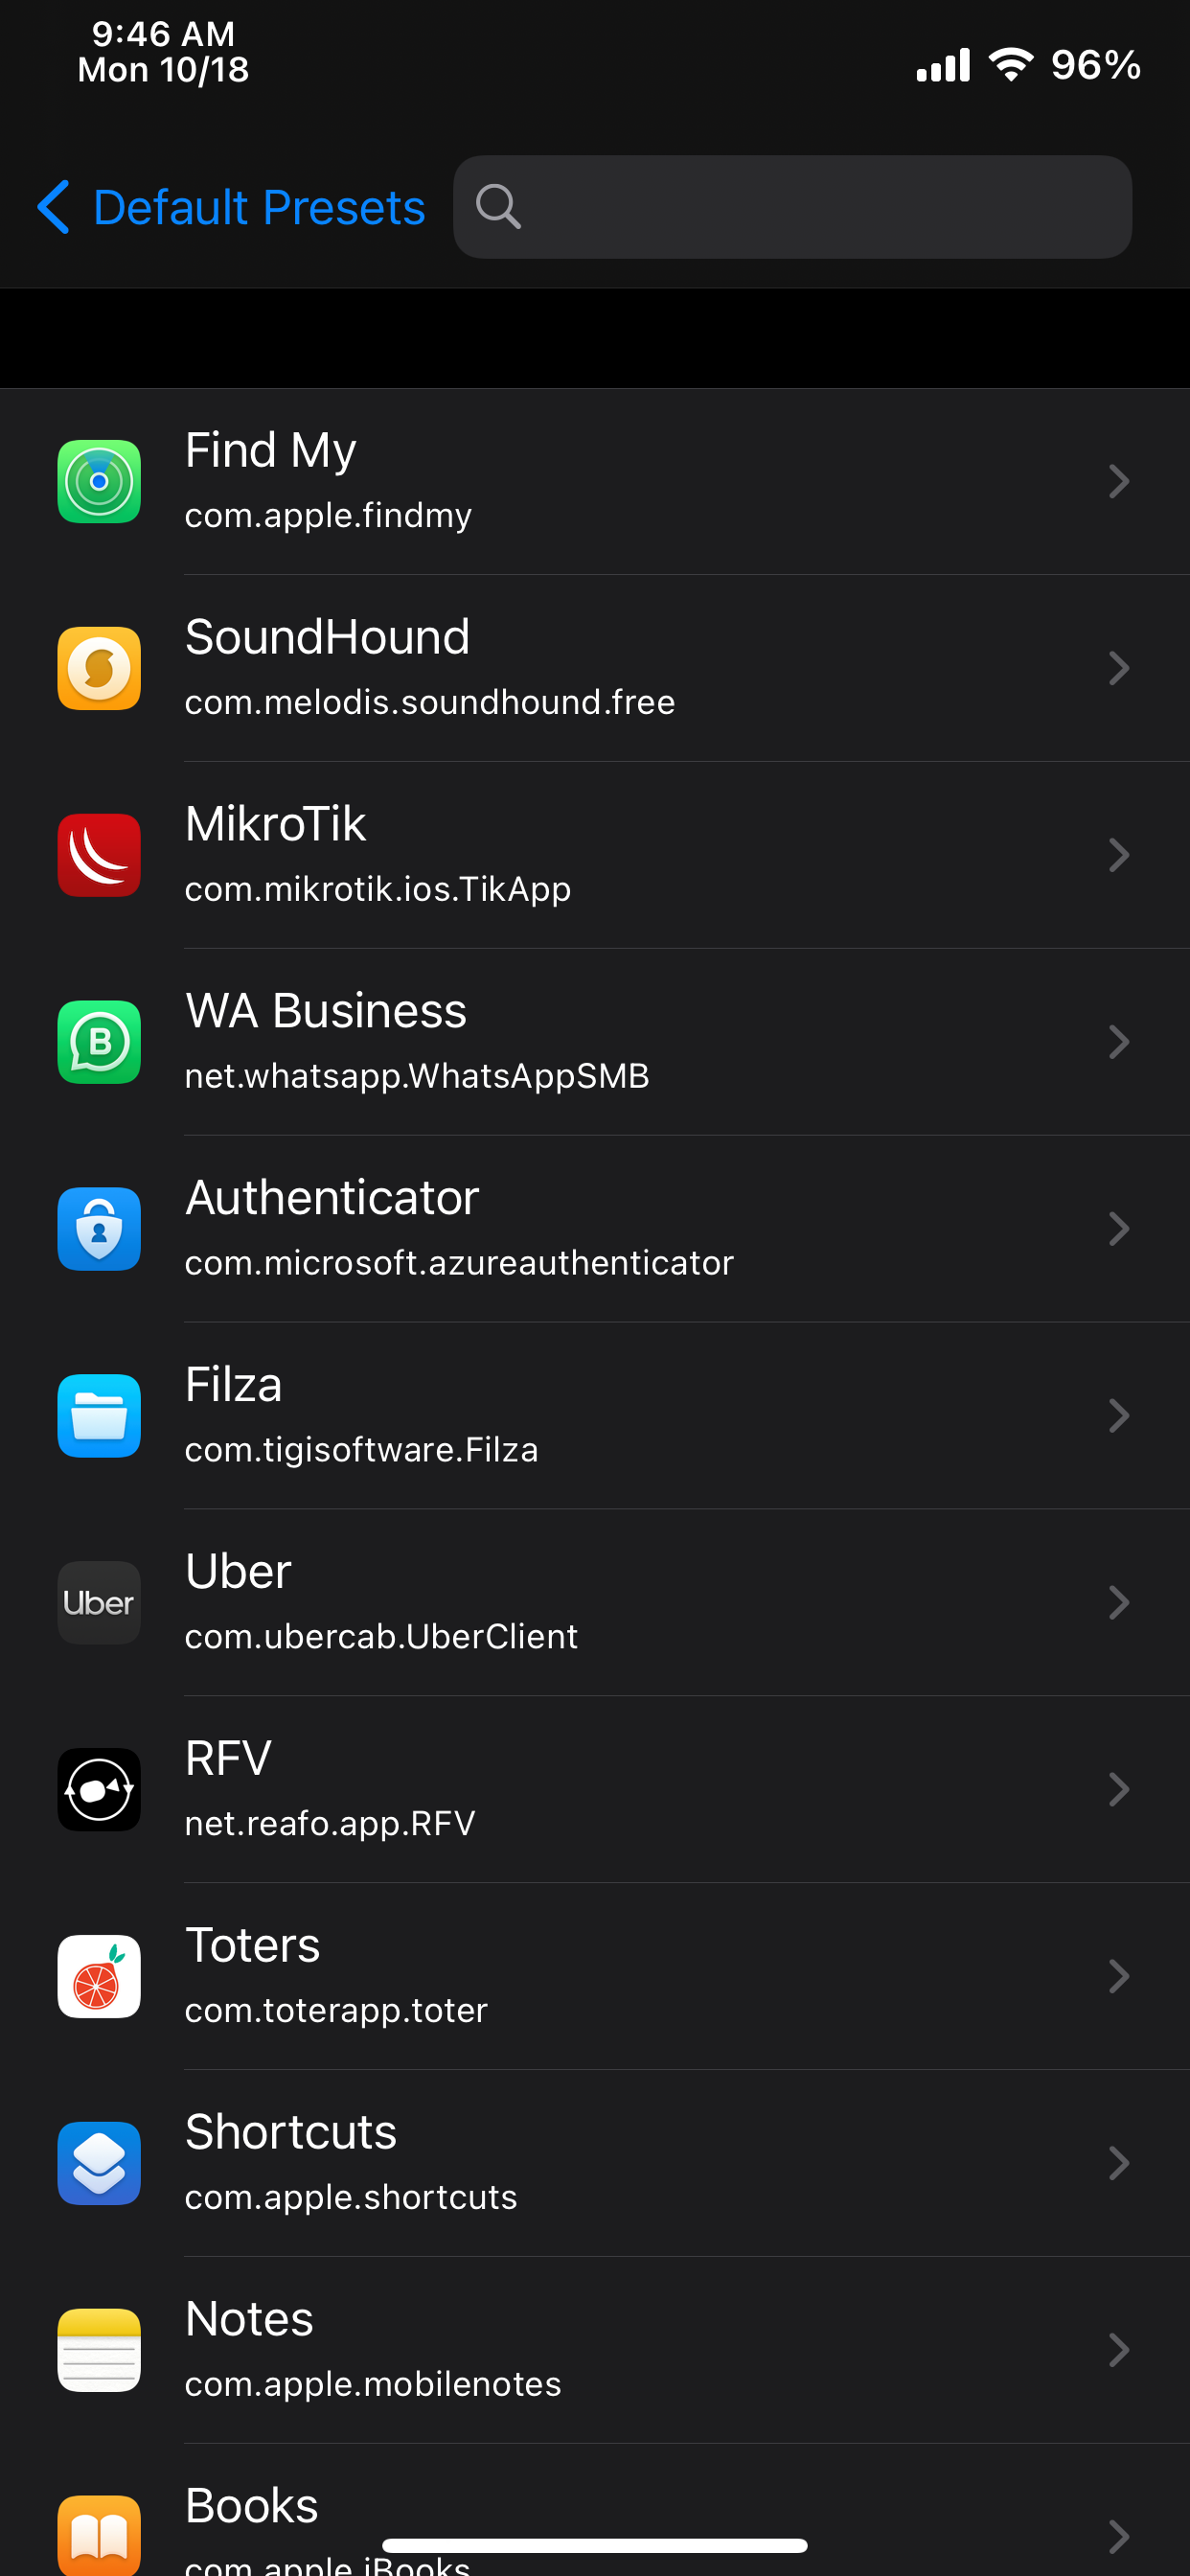 9:46 AM
Mon 10/18
96%
Default Presets
Find My
com.apple.findmy
SoundHound
com.melodis.soundhound.free
MikroTik
com.mikrotik.ios.TikApp
B
WA Business
net.whatsapp.WhatsAppSMB
Authenticator
com.microsoft.azureauthenticator
Filza
com.tigisoftware.Filza
Uber
Uber
com.ubercab.UberClient
RFV
net.reafo.app.RFV
Toters
com.toterapp.toter
Shortcuts
com.apple.shortcuts
Notes
com.apple.mobilenotes
Books
com.apple.iBooks